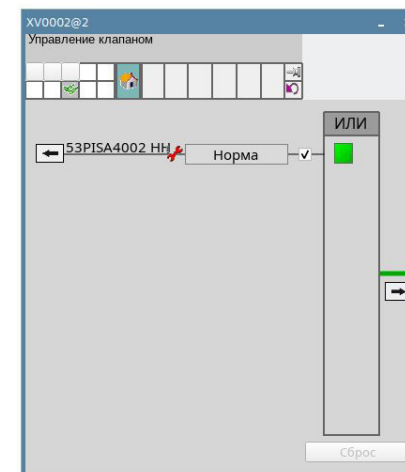 XV0002@2
Управление клапаном
ИЛИ
53PISA4002 HH
Норма
Сброс